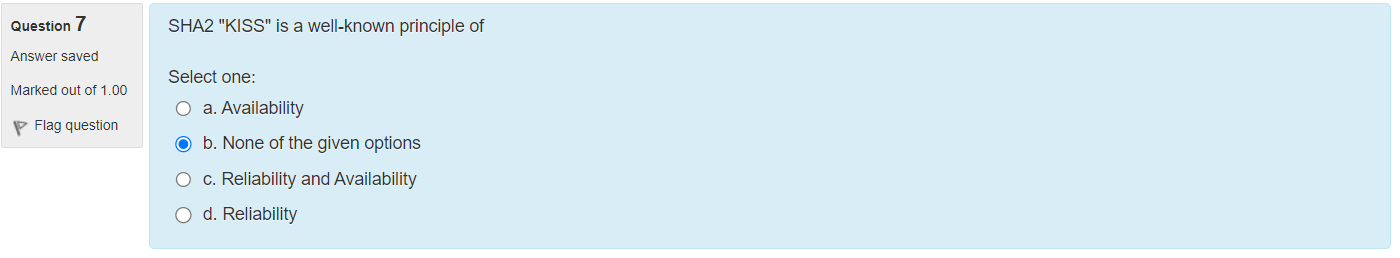 Question 7
Answer saved
Marked out of 1.00
Flag question
SHA2 "KISS" is a well-known principle of
Select one:
a. Availability
b. None of the given options
c. Reliability and Availability
d. Reliability